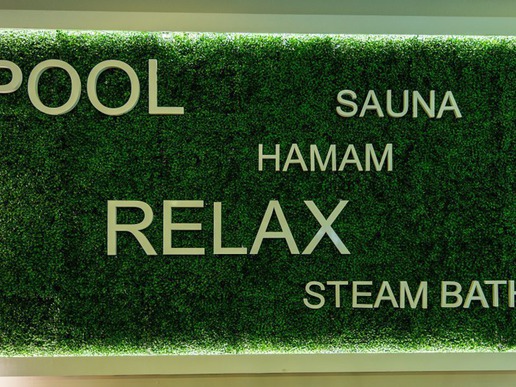 POOL
SAUNA
HAMAM
RELAX
STEAM BATH